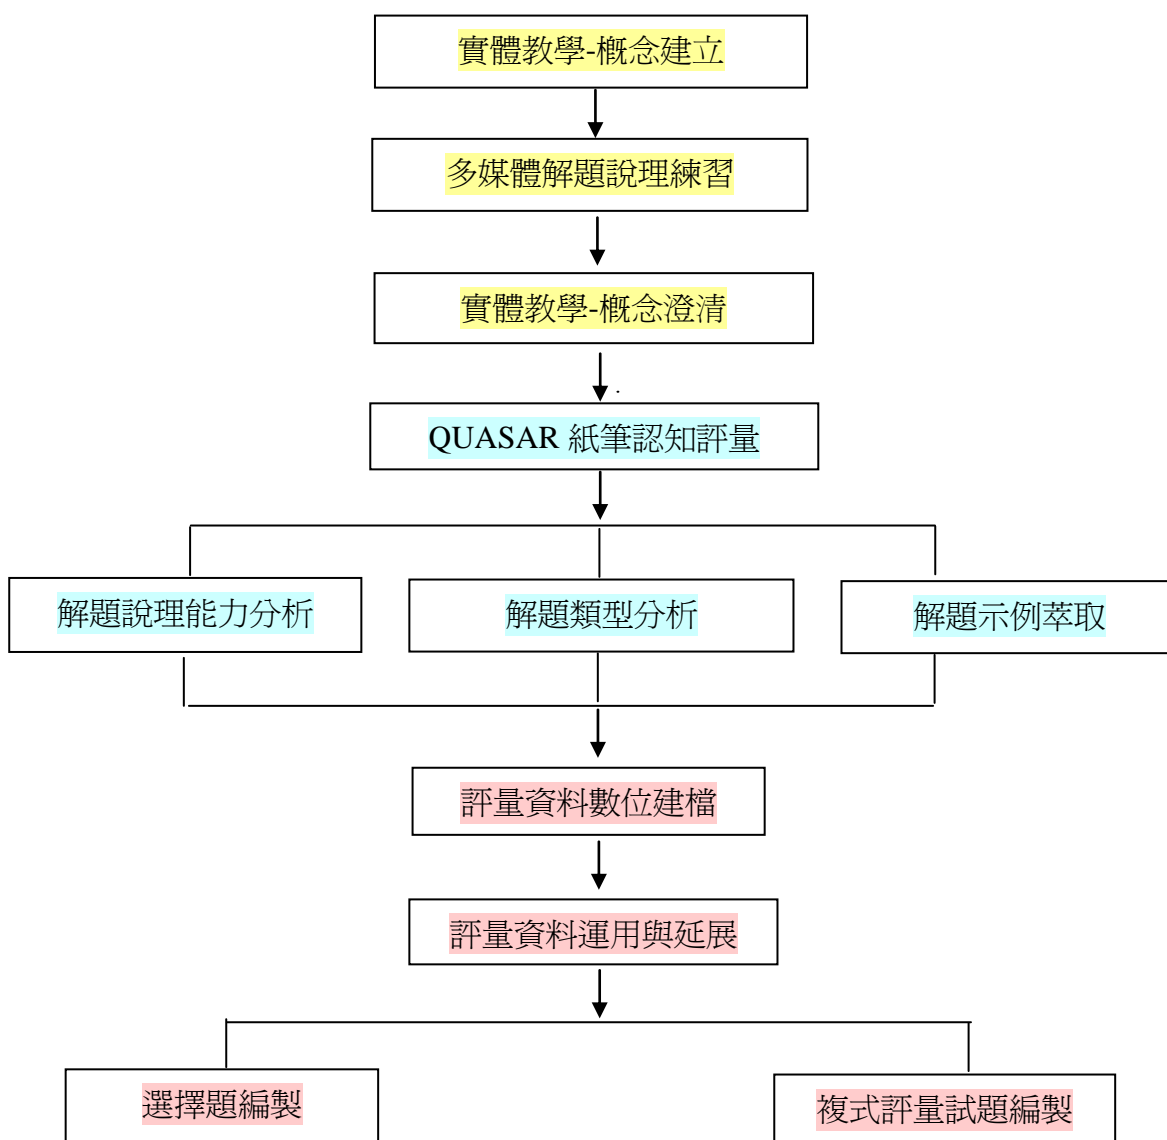 實體教學-概念建立
多媒體解題說理練習
實體教學-概念澄清
QUASAR 紙筆認知評量
解題說理能力分析
解題類型分析
解題示例萃取
評量資料數位建檔
評量資料運用與延展
選擇題編製
複式評量試題編製